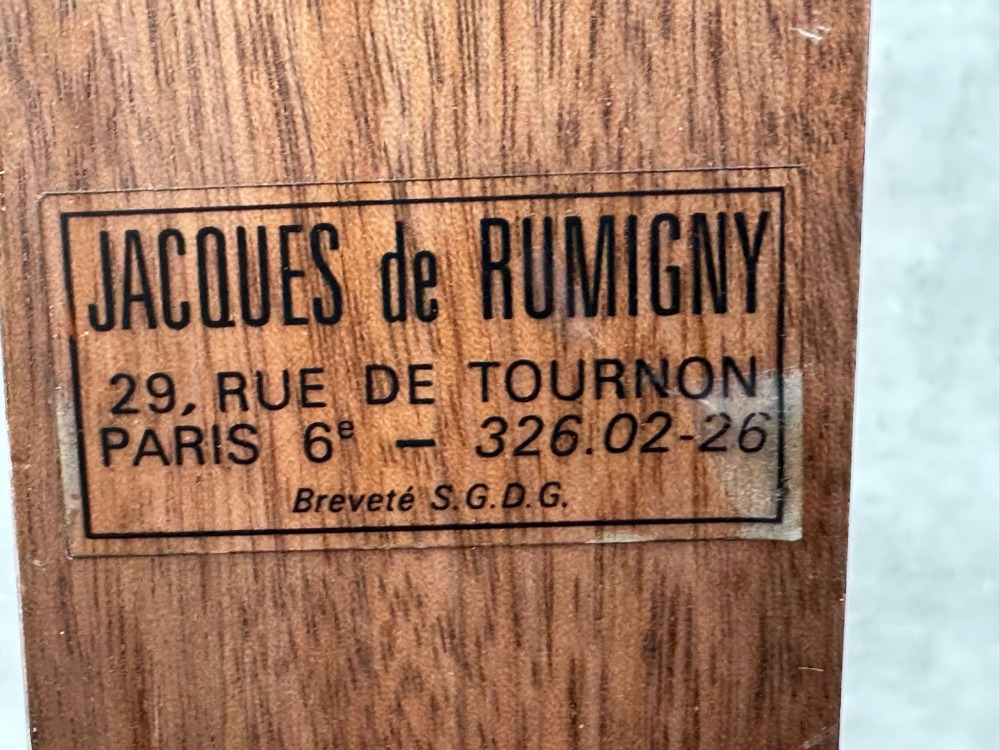 JACQUES de RUMIGNY
29, RUE DE TOURNON
PARIS 6e — 326.02-26
Breveté S.G.D.G.